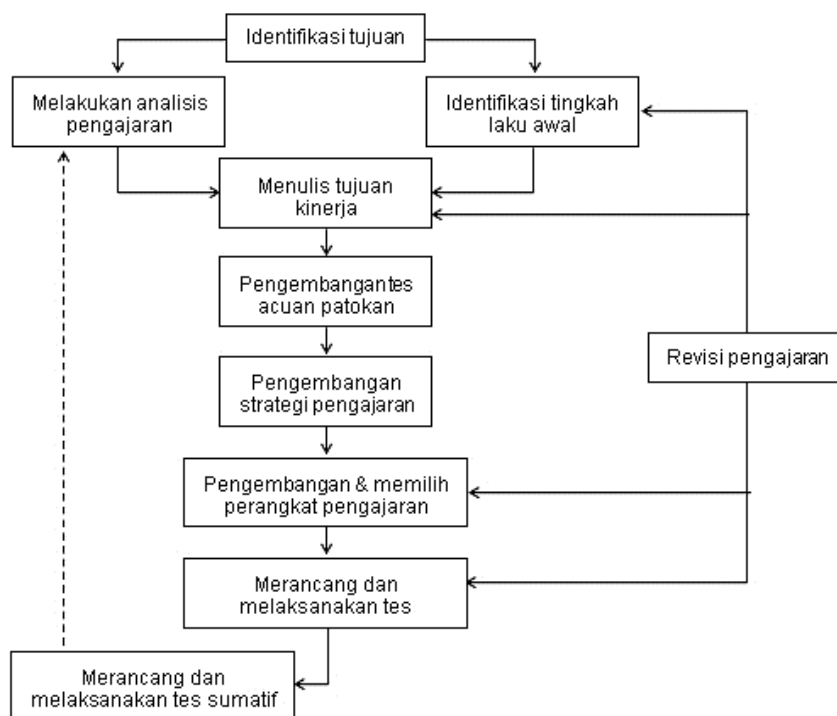 Identifikasi tujuan
Melakukan analisis
pengajaran
Identifikasi tingkah
laku awal
Menulis tujuan
kinerja
Pengembangantes
acuan patokan
Pengembangan
strategi pengajaran
Revisi pengajaran
Pengembangan & memilih
perangkat pengajaran
Merancang dan
melaksanakan tes
Merancang dan
melaksanakan tes sumatif